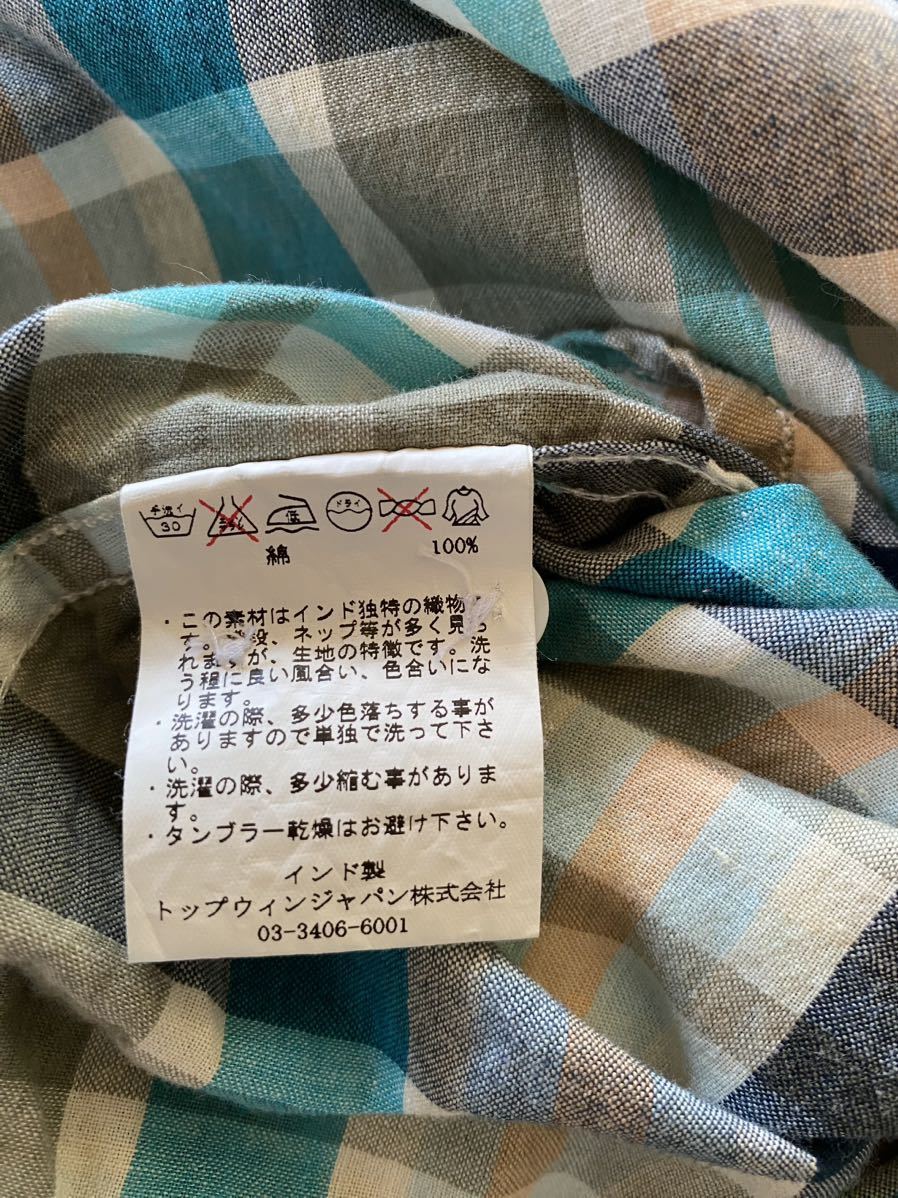 手洗イ 30 エンソサラシ 低 ドライ
綿 100%
・この素材はインド独特の織物で
す。段、ネップ等が多く見ら
れますが、生地の特徴です。洗
う程に良い風合い、色合いにな
ります。
・洗濯の際、多少色落ちする事が
ありますので単独で洗って下さ
い。
・洗濯の際、多少縮む事がありま
す。
・タンブラー乾燥はお避け下さい。
インド製
トップウィンジャパン株式会社
03-3406-6001